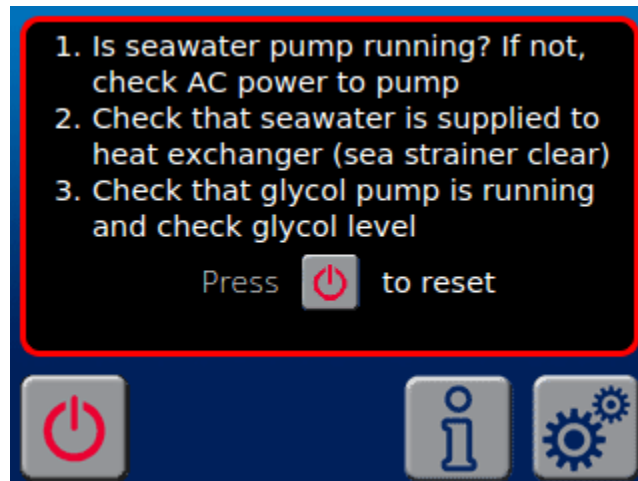 1. Is seawater pump running? If not,
check AC power to pump
2. Check that seawater is supplied to
heat exchanger (sea strainer clear)
3. Check that glycol pump is running
and check glycol level
Press to reset